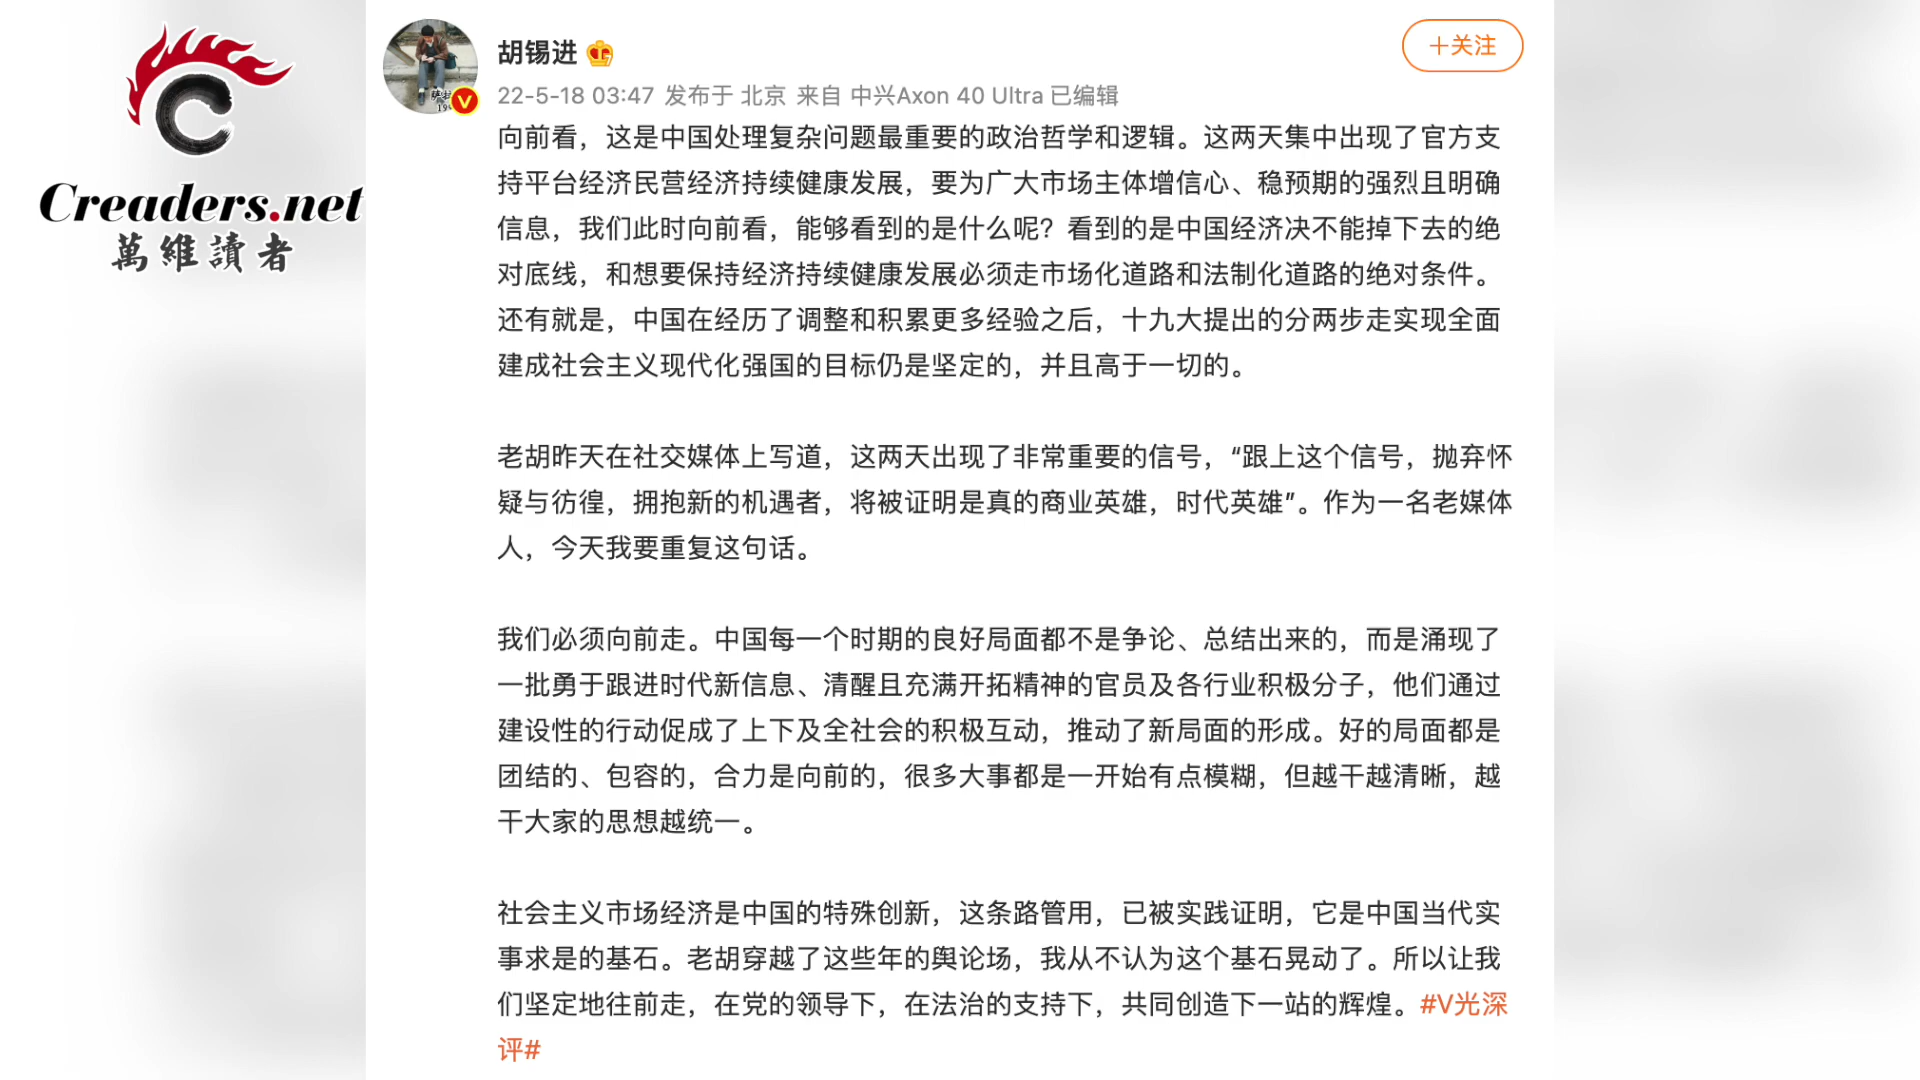 Creaders.net
萬維讀者
胡锡进
+关注
22-5-18 03:47 发布于 北京 来自 中兴Axon 40 Ultra 已编辑
向前看，这是中国处理复杂问题最重要的政治哲学和逻辑。这两天集中出现了官方支
持平台经济民营经济持续健康发展，要为广大市场主体增信心、稳预期的强烈且明确
信息，我们此时向前看，能够看到的是什么呢？看到的是中国经济决不能掉下去的绝
对底线，和想要保持经济持续健康发展必须走市场化道路和法制化道路的绝对条件。
还有就是，中国在经历了调整和积累更多经验之后，十九大提出的分两步走实现全面
建成社会主义现代化强国的目标仍是坚定的，并且高于一切的。
老胡昨天在社交媒体上写道，这两天出现了非常重要的信号，“跟上这个信号，抛弃怀
疑与彷徨，拥抱新的机遇者，将被证明是真的商业英雄，时代英雄”。作为一名老媒体
人，今天我要重复这句话。
我们必须向前走。中国每一个时期的良好局面都不是争论、总结出来的，而是涌现了
一批勇于跟进时代新信息、清醒且充满开拓精神的官员及各行业积极分子，他们通过
建设性的行动促成了上下及全社会的积极互动，推动了新局面的形成。好的局面都是
团结的、包容的，合力是向前的，很多大事都是一开始有点模糊，但越干越清晰，越
干大家的思想越统一。
社会主义市场经济是中国的特殊创新，这条路管用，已被实践证明，它是中国当代实
事求是的基石。老胡穿越了这些年的舆论场，我从不认为这个基石晃动了。所以让我
们坚定地往前走，在党的领导下，在法治的支持下，共同创造下一站的辉煌。#V光深
评#